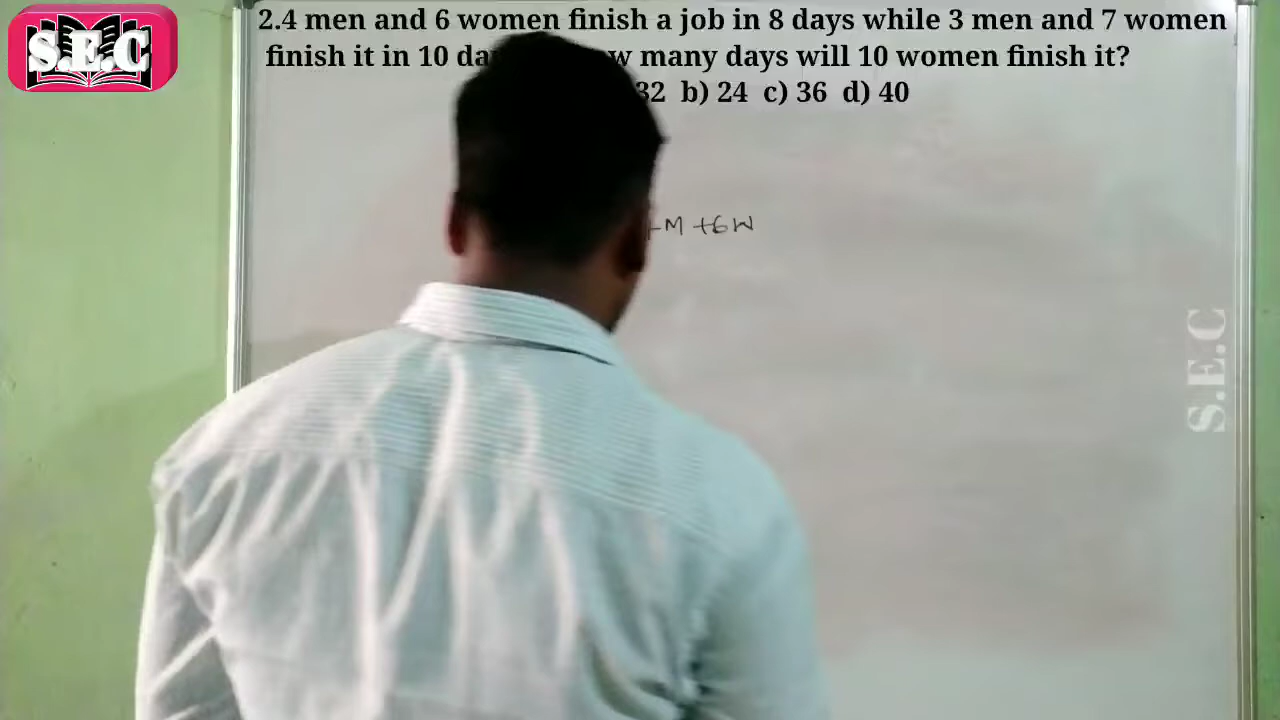 S.E.C
2.4 men and 6 women finish a job in 8 days while 3 men and 7 women
finish it in 10 many days will 10 women finish it?
32 b) 24 c) 36 d) 40
M +6W
S.E.C